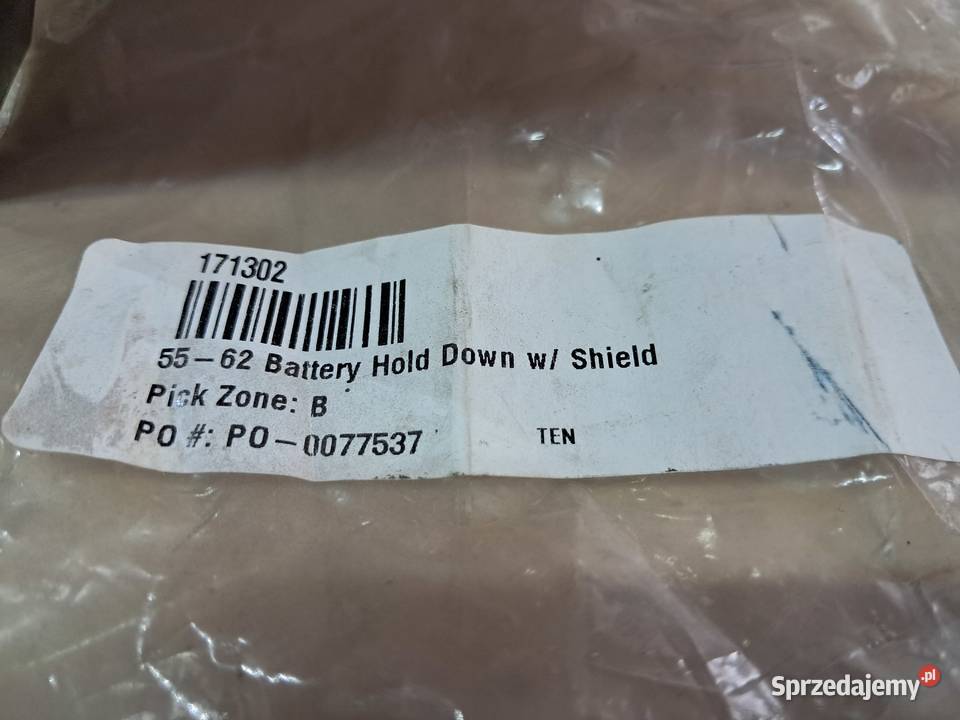 171302
55-62 Battery Hold Down w/ Shield
Pick Zone: B
PO #: PO-0077537 TEN
Sprzedajemy.pl